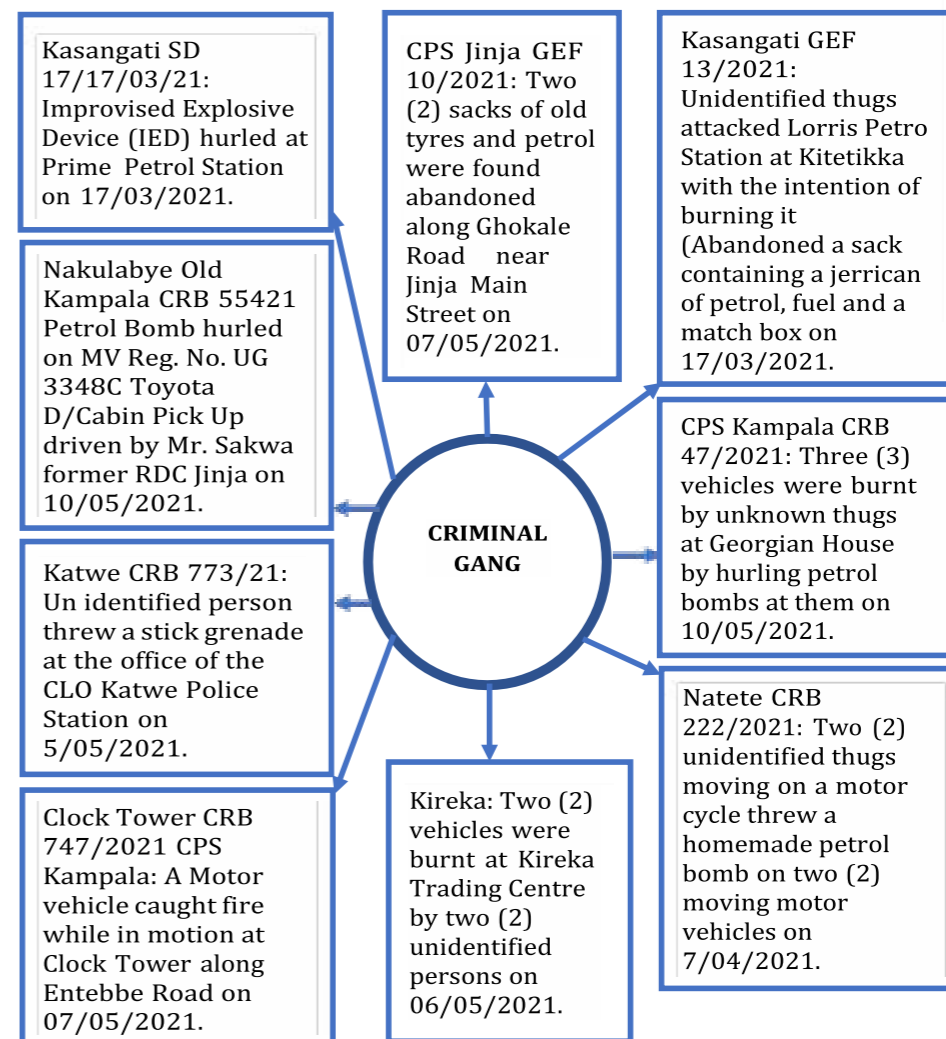 Kasangati SD
17/17/03/21:
Improvised Explosive
Device (IED) hurled at
Prime Petrol Station
on 17/03/2021.
CPS Jinja GEF
10/2021: Two
(2) sacks of old
tyres and petrol
were found
abandoned
along Ghokale
Road near
Jinja Main
Street on
07/05/2021.
Kasangati GEF
13/2021:
Unidentified thugs
attacked Lorris Petro
Station at Kitetikka
with the intention of
burning it
(Abandoned a sack
containing a jerrican
of petrol, fuel and a
match box on
17/03/2021.
Nakulabye Old
Kampala CRB 55421
Petrol Bomb hurled
on MV Reg. No. UG
3348C Toyota
D/Cabin Pick Up
driven by Mr. Sakwa
former RDC Jinja on
10/05/2021.
CRIMINAL
GANG
CPS Kampala CRB
47/2021: Three (3)
vehicles were burnt
by unknown thugs
at Georgian House
by hurling petrol
bombs at them on
10/05/2021.
Katwe CRB 773/21:
Un identified person
threw a stick grenade
at the office of the
CLO Katwe Police
Station on
5/05/2021.
Natete CRB
222/2021: Two (2)
unidentified thugs
moving on a motor
cycle threw a
homemade petrol
bomb on two (2)
moving motor
vehicles on
7/04/2021.
Clock Tower CRB
747/2021 CPS
Kampala: A Motor
vehicle caught fire
while in motion at
Clock Tower along
Entebbe Road on
07/05/2021.
Kireka: Two (2)
vehicles were
burnt at Kireka
Trading Centre
by two (2)
unidentified
persons on
06/05/2021.